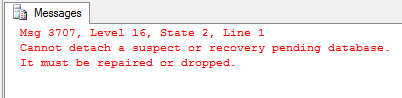 Messages
Msg 3707, Level 16, State 2, Line 1
Cannot detach a suspect or recovery pending database.
It must be repaired or dropped.